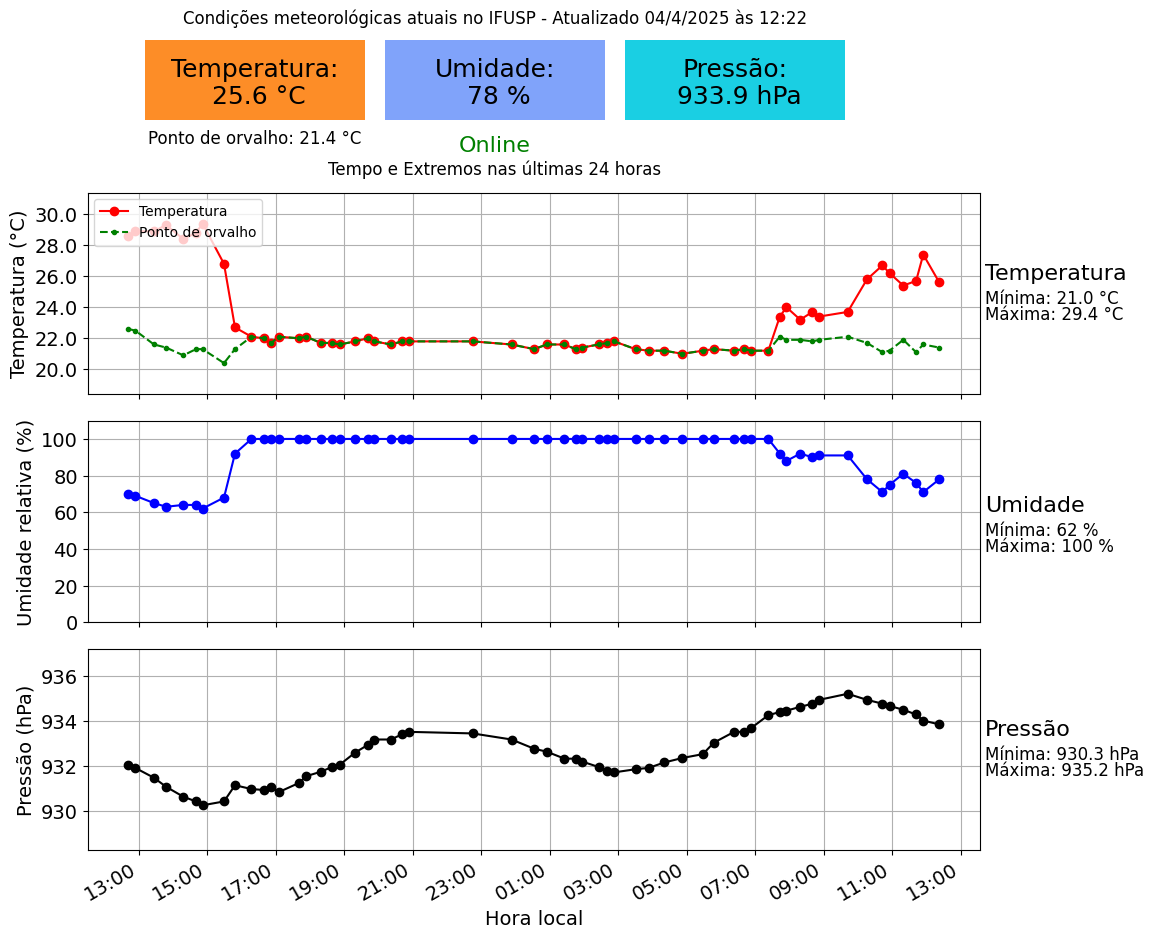 Condições meteorológicas atuais no IFUSP - Atualizado 04/4/2025 às 12:22
Temperatura:
25.6 °C
Umidade:
78 %
Pressão:
933.9 hPa
Ponto de orvalho: 21.4 °C
Online
Tempo e Extremos nas últimas 24 horas
Temperatura (°C)
30.0
28.0
26.0
24.0
22.0
20.0
Temperatura
Ponto de orvalho
Temperatura
Mínima: 21.0 °C
Máxima: 29.4 °C
Umidade relativa (%)
100
80
60
40
20
0
Umidade
Mínima: 62 %
Máxima: 100 %
Pressão (hPa)
936
934
932
930
Pressão
Mínima: 930.3 hPa
Máxima: 935.2 hPa
13:00 15:00 17:00 19:00 21:00 23:00 01:00 03:00 05:00 07:00 09:00 11:00 13:00
Hora local